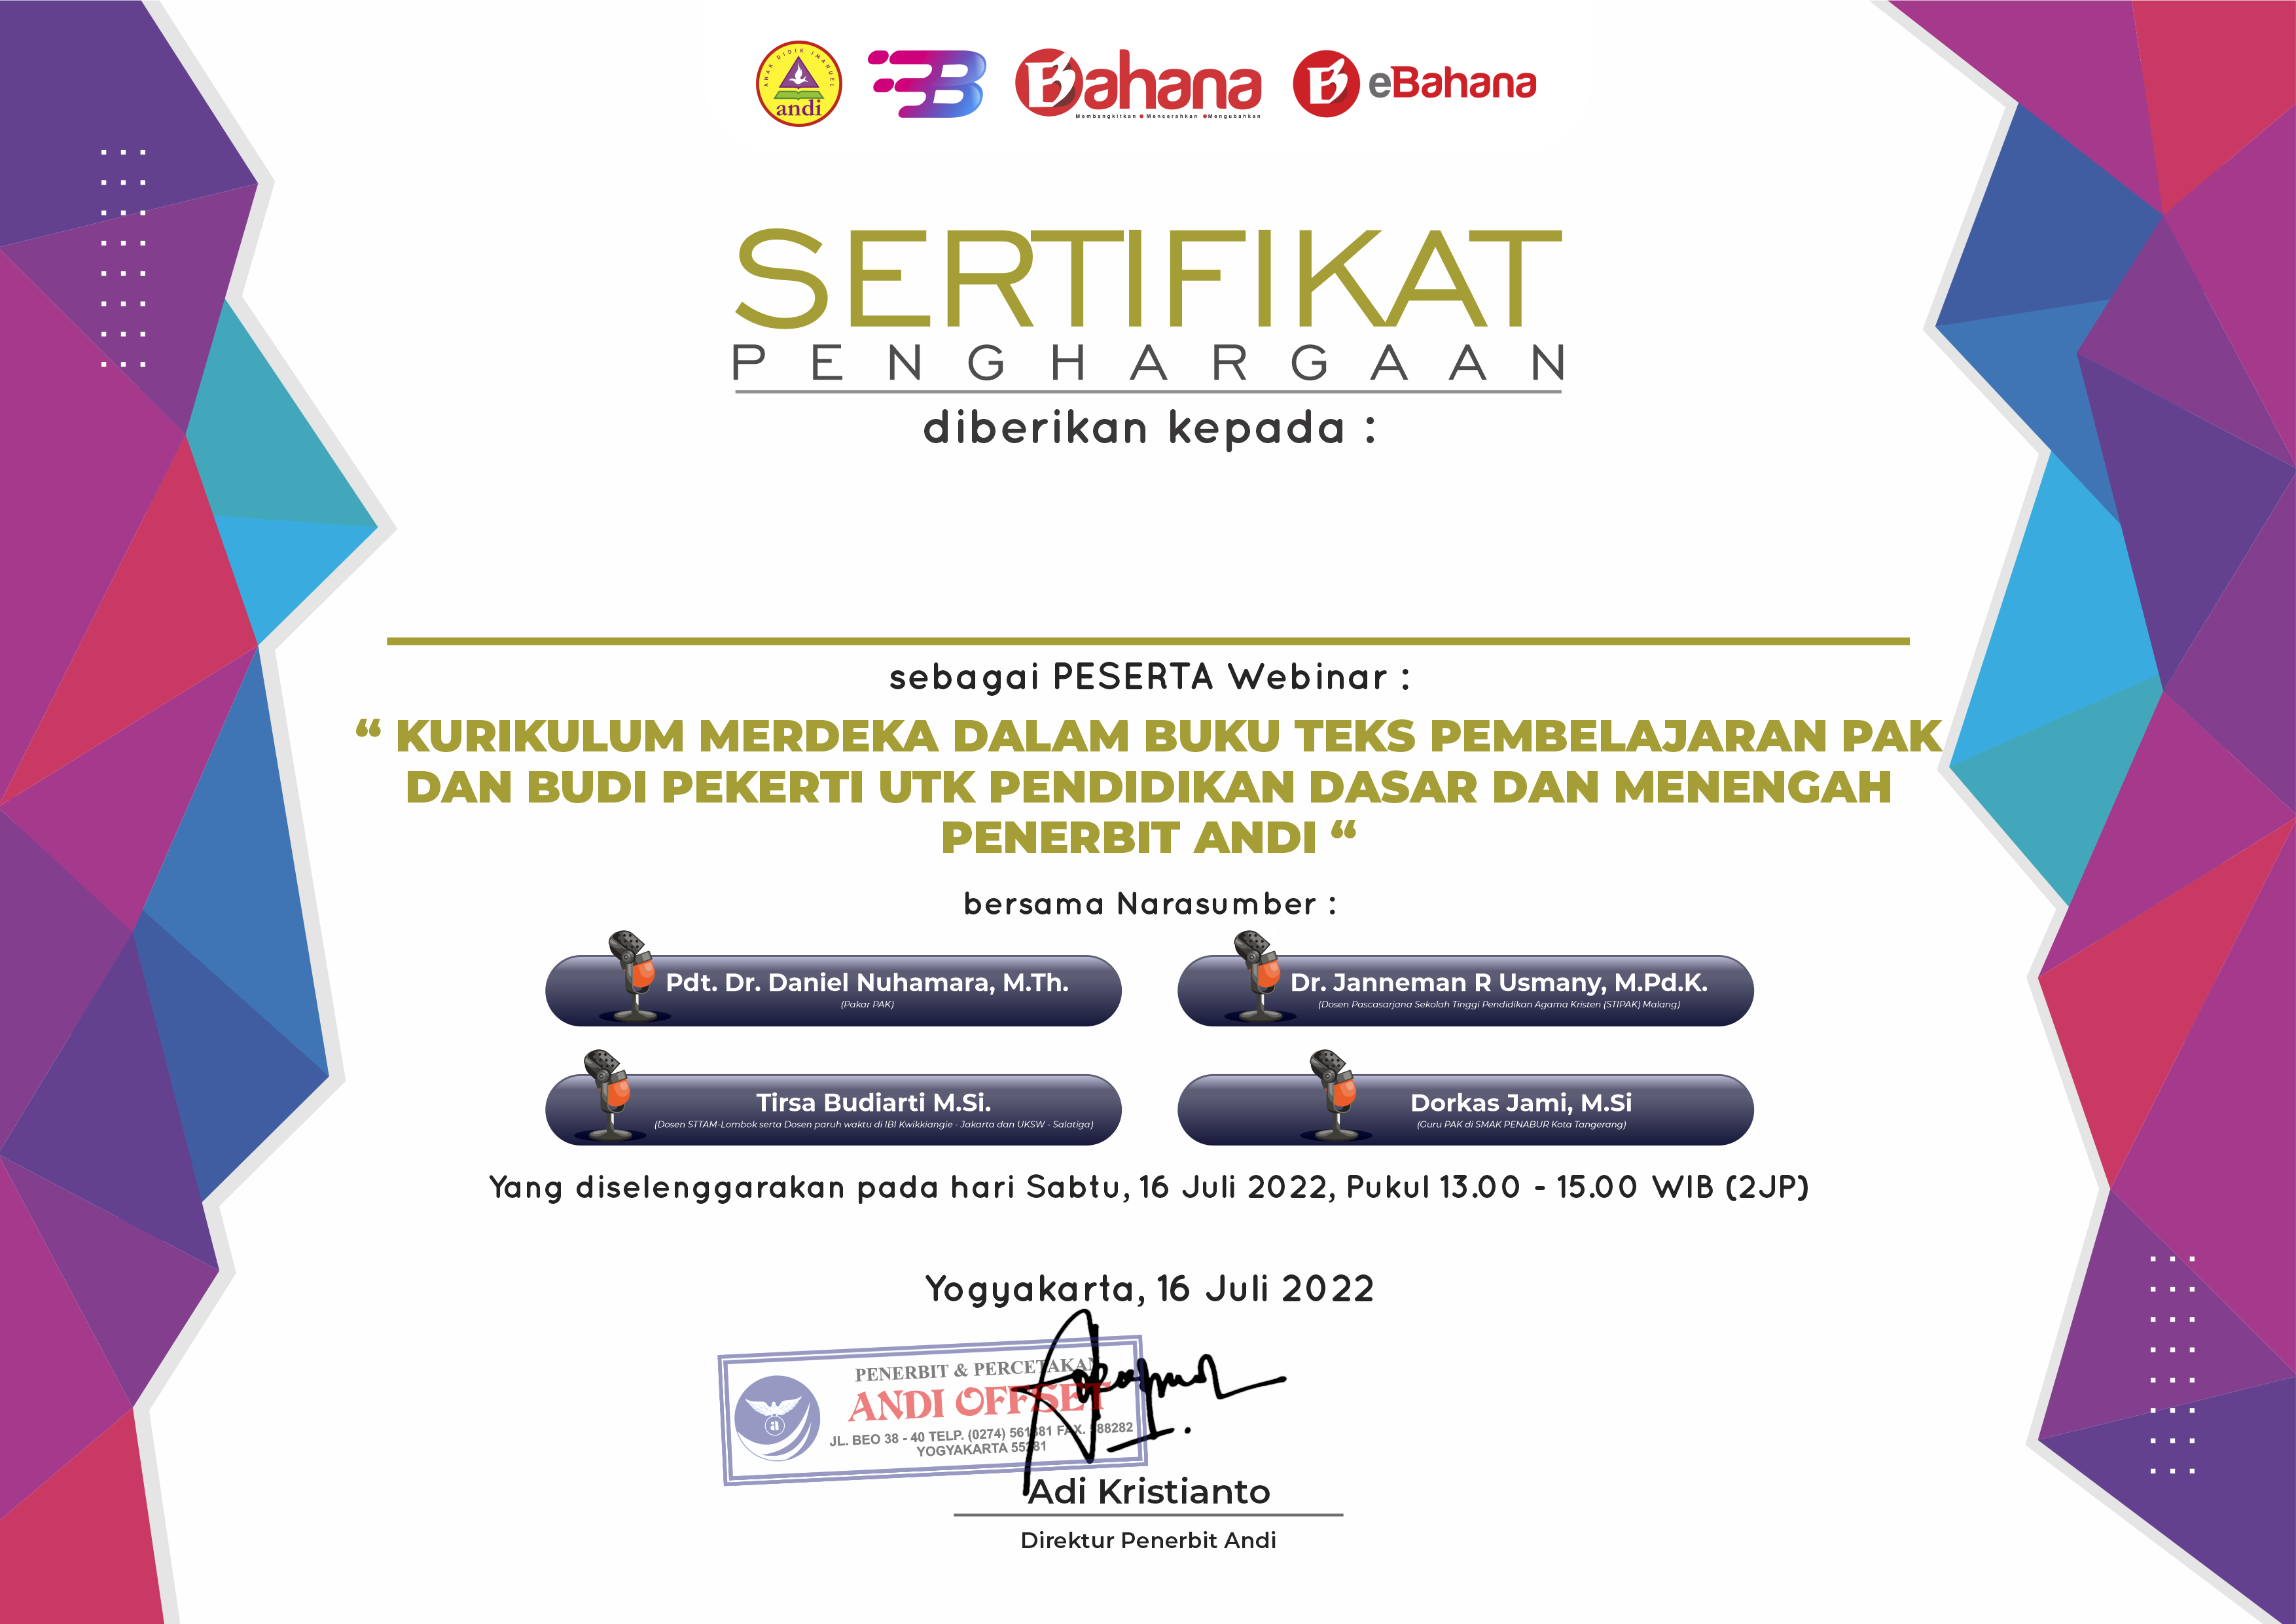 ANAK DIDIK IMANUEL
andi
B
Bahana
Membangkitkan Mencerahkan Mengubahkan
B eBahana
SERTIFIKAT
PENGHARGAAN
diberikan kepada :
sebagai PESERTA Webinar :
“ KURIKULUM MERDEKA DALAM BUKU TEKS PEMBELAJARAN PAK
DAN BUDI PEKERTI UTK PENDIDIKAN DASAR DAN MENENGAH
PENERBIT ANDI “
bersama Narasumber :
Pdt. Dr. Daniel Nuhamara, M.Th.
(Pakar PAK)
Dr. Janneman R Usmany, M.Pd.K.
(Dosen Pascasarjana Sekolah Tinggi Pendidikan Agama Kristen (STIPAK) Malang)
Tirsa Budiarti M.Si.
(Dosen STTAM-Lombok serta Dosen paruh waktu di IBI Kwikkiangie - Jakarta dan UKSW - Salatiga)
Dorkas Jami, M.Si
(Guru PAK di SMAK PENABUR Kota Tangerang)
Yang diselenggarakan pada hari Sabtu, 16 Juli 2022, Pukul 13.00 - 15.00 WIB (2JP)
Yogyakarta, 16 Juli 2022
PENERBIT & PERCETAKAN
ANDI OFFSET
a
JL. BEO 38 - 40 TELP. (0274) 561881 FAX. 588282
YOGYAKARTA 55281
Adi Kristianto
Direktur Penerbit Andi